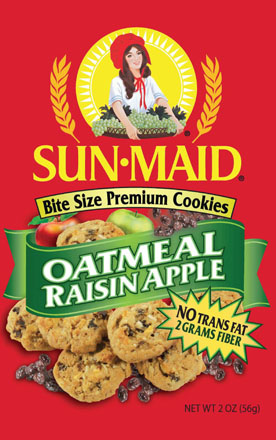 SUN•MAID®
Bite Size Premium Cookies
OATMEAL
RAISIN APPLE
NO TRANS FAT
2 GRAMS FIBER
NET WT 2 OZ (56g)